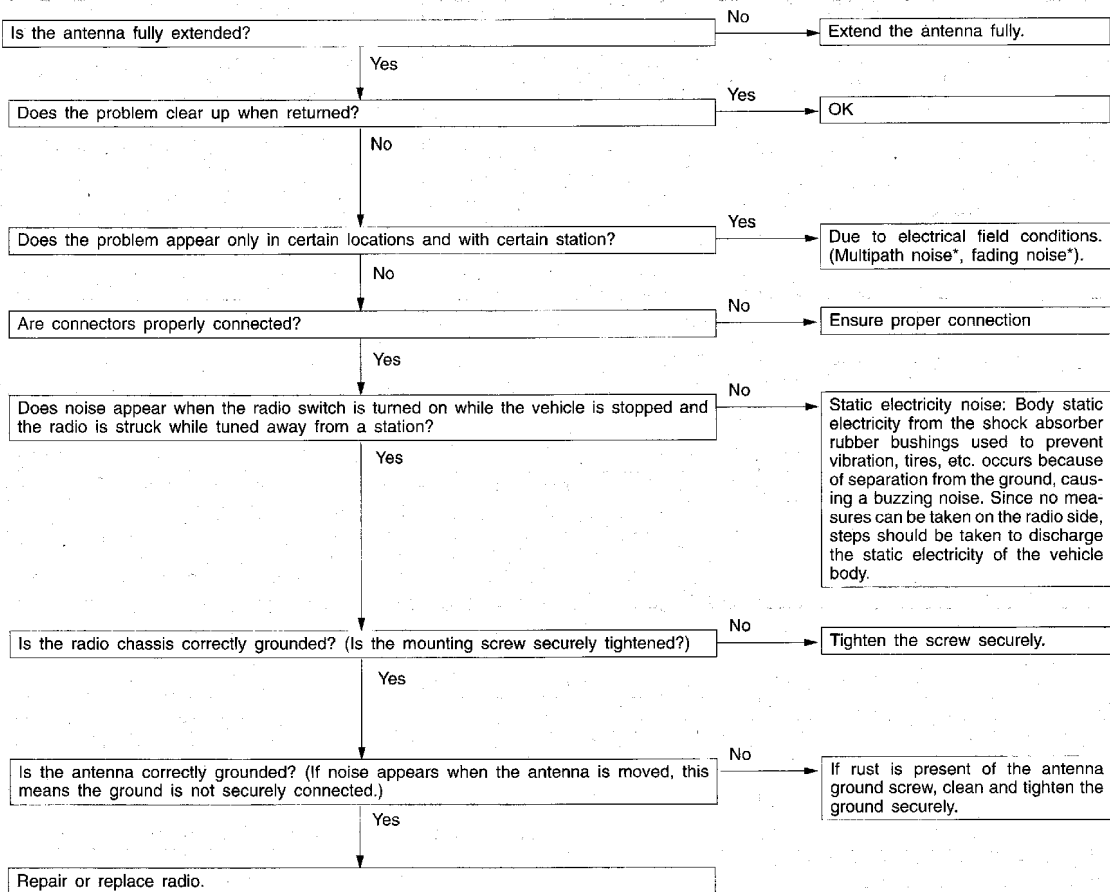 Is the antenna fully extended?
No
Extend the antenna fully.
Yes
Does the problem clear up when returned?
Yes
OK
No
Does the problem appear only in certain locations and with certain station?
Yes
Due to electrical field conditions.
(Multipath noise*, fading noise*).
No
Are connectors properly connected?
No
Ensure proper connection
Yes
Does noise appear when the radio switch is turned on while the vehicle is stopped and
the radio is struck while tuned away from a station?
No
Static electricity noise: Body static
electricity from the shock absorber
rubber bushings used to prevent
vibration, tires, etc. occurs because
of separation from the ground, caus-
ing a buzzing noise. Since no mea-
sures can be taken on the radio side,
steps should be taken to discharge
the static electricity of the vehicle
body.
Yes
Is the radio chassis correctly grounded? (Is the mounting screw securely tightened?)
No
Tighten the screw securely.
Yes
Is the antenna correctly grounded? (If noise appears when the antenna is moved, this
means the ground is not securely connected.)
No
If rust is present of the antenna
ground screw, clean and tighten the
ground securely.
Yes
Repair or replace radio.